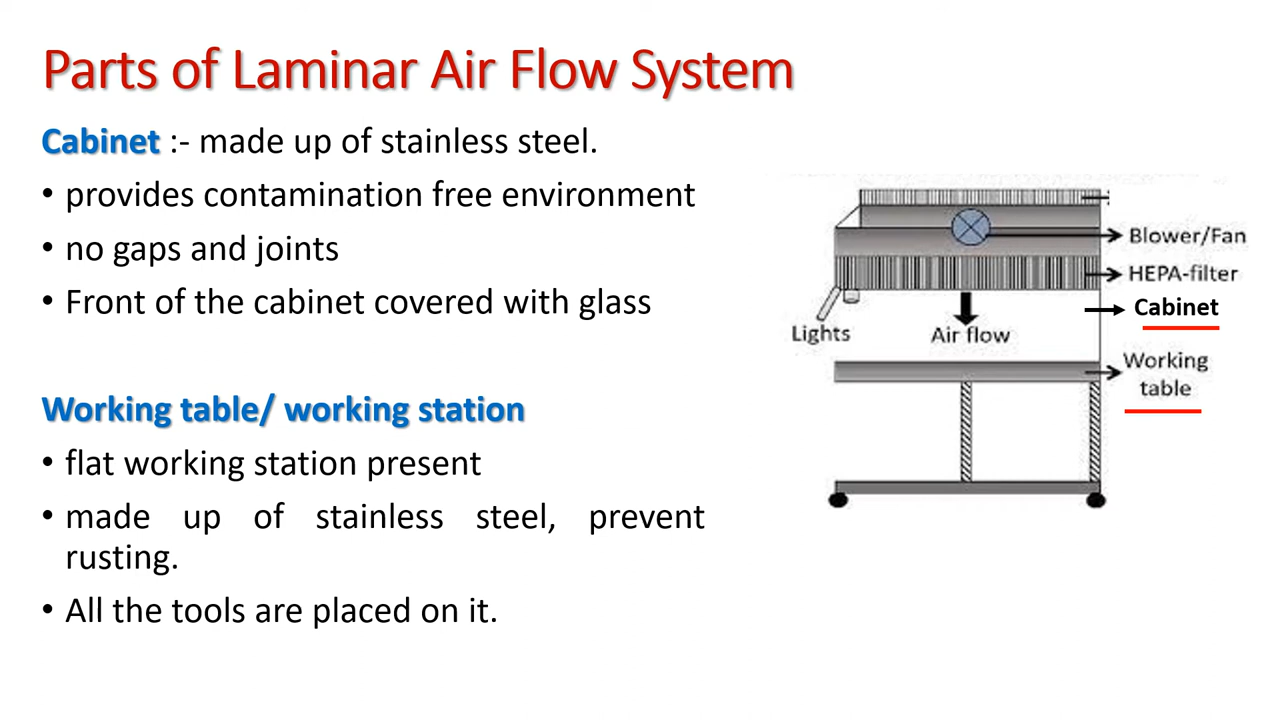 Parts of Laminar Air Flow System
Cabinet :- made up of stainless steel.
• provides contamination free environment
• no gaps and joints
• Front of the cabinet covered with glass
Working table/ working station
• flat working station present
• made up of stainless steel, prevent
rusting.
• All the tools are placed on it.
Blower/Fan
HEPA-filter
Cabinet
Lights
Air flow
Working
table